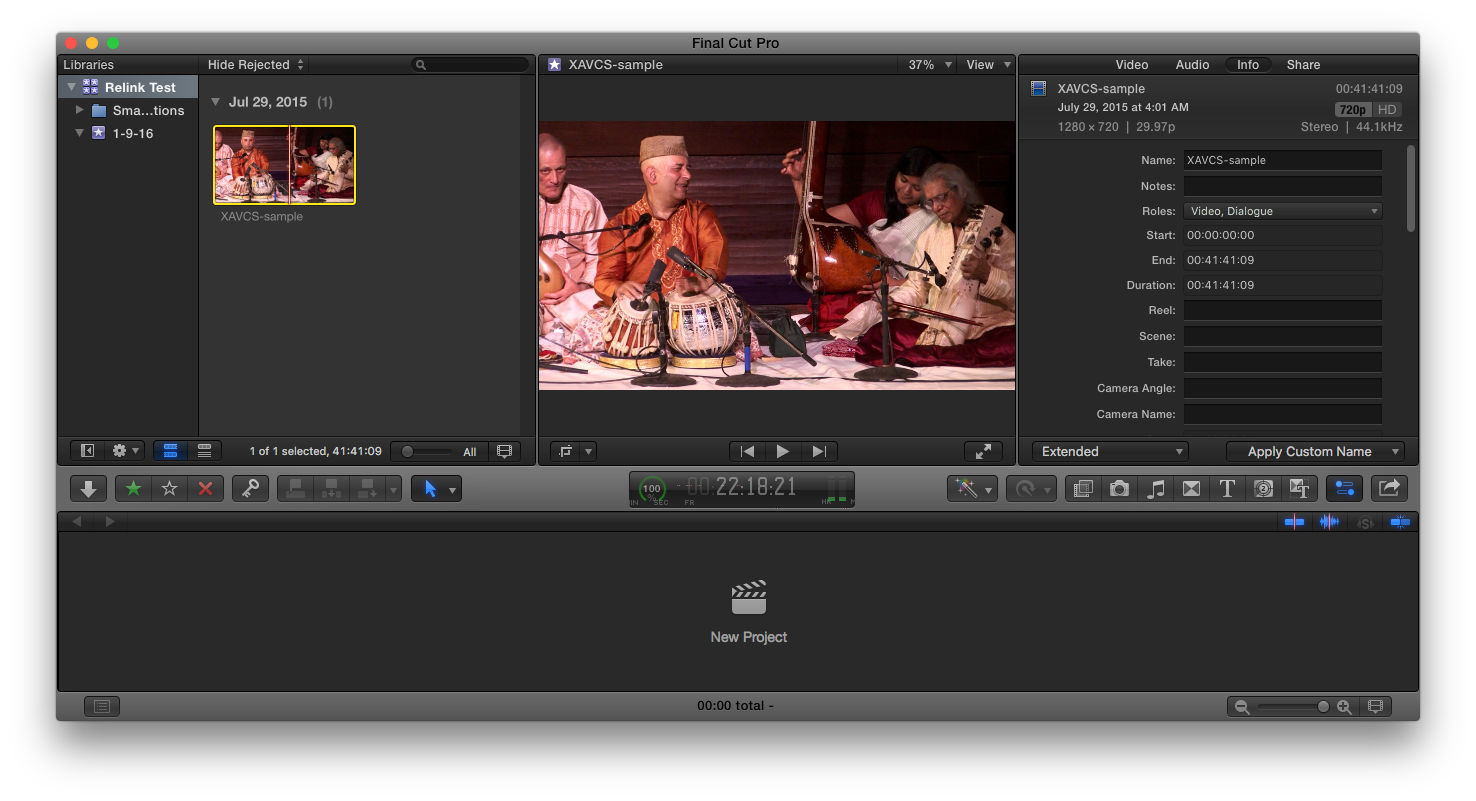 Final Cut Pro
Libraries
Hide Rejected
XAVCS-sample
37%
View
Video Audio Info Share
Relink Test
Sma...tions
1-9-16
Jul 29, 2015 (1)
XAVCS-sample
XAVCS-sample 00:41:41:09
July 29, 2015 at 4:01 AM 720p HD
1280 × 720 | 29.97p Stereo | 44.1kHz
Name: XAVCS-sample
Notes:
Roles: Video, Dialogue
Start: 00:00:00:00
End: 00:41:41:09
Duration: 00:41:41:09
Reel:
Scene:
Take:
Camera Angle:
Camera Name:
1 of 1 selected, 41:41:09
All
Extended
Apply Custom Name
100
%
22:18:21
SEC FR
New Project
00:00 total -